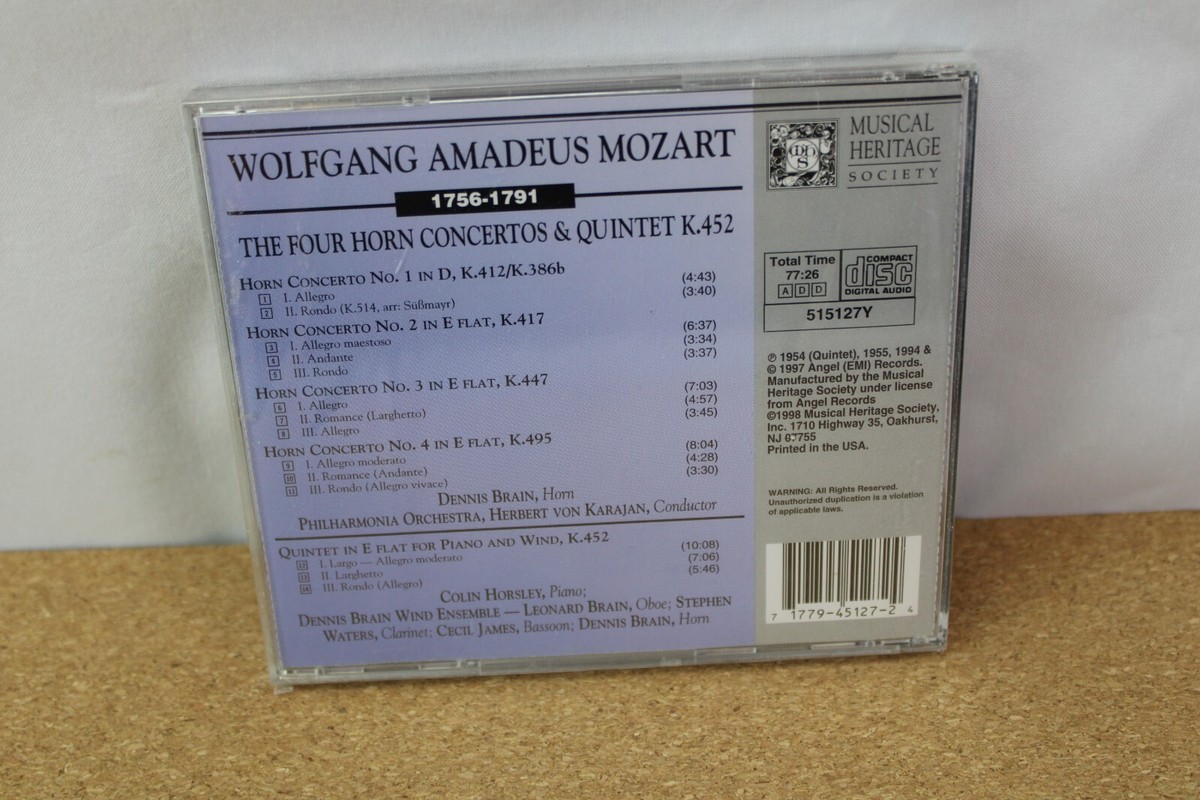 WOLFGANG AMADEUS MOZART
1756-1791
THE FOUR HORN CONCERTOS & QUINTET K.452
HORN CONCERTO NO. 1 IN D, K.412/K.386b
1 I. Allegro (4:43)
2 II. Rondo (K.514, arr: Süßmayr) (3:40)
HORN CONCERTO NO. 2 IN E FLAT, K.417
3 I. Allegro maestoso (6:37)
4 II. Andante (3:34)
5 III. Rondo (3:37)
HORN CONCERTO NO. 3 IN E FLAT, K.447
6 I. Allegro (7:03)
7 II. Romance (Larghetto) (4:57)
8 III. Allegro (3:45)
HORN CONCERTO NO. 4 IN E FLAT, K.495
9 I. Allegro moderato (8:04)
10 II. Romance (Andante) (4:28)
11 III. Rondo (Allegro vivace) (3:30)
DENNIS BRAIN, Horn
PHILHARMONIA ORCHESTRA, HERBERT VON KARAJAN, Conductor
QUINTET IN E FLAT FOR PIANO AND WIND, K.452
12 I. Largo — Allegro moderato (10:08)
13 II. Larghetto (7:06)
14 III. Rondo (Allegro) (5:46)
COLIN HORSLEY, Piano;
DENNIS BRAIN WIND ENSEMBLE — LEONARD BRAIN, Oboe; STEPHEN
WATERS, Clarinet; CECIL JAMES, Bassoon; DENNIS BRAIN, Horn
MUSICAL
HERITAGE
SOCIETY
Total Time
77:26
ADD
COMPACT
disc
DIGITAL AUDIO
515127Y
℗ 1954 (Quintet), 1955, 1994 &
© 1997 Angel (EMI) Records.
Manufactured by the Musical
Heritage Society under license
from Angel Records
©1998 Musical Heritage Society,
Inc. 1710 Highway 35, Oakhurst,
NJ 07755
Printed in the USA.
WARNING: All Rights Reserved.
Unauthorized duplication is a violation
of applicable laws.
7 1779-45127-2 4